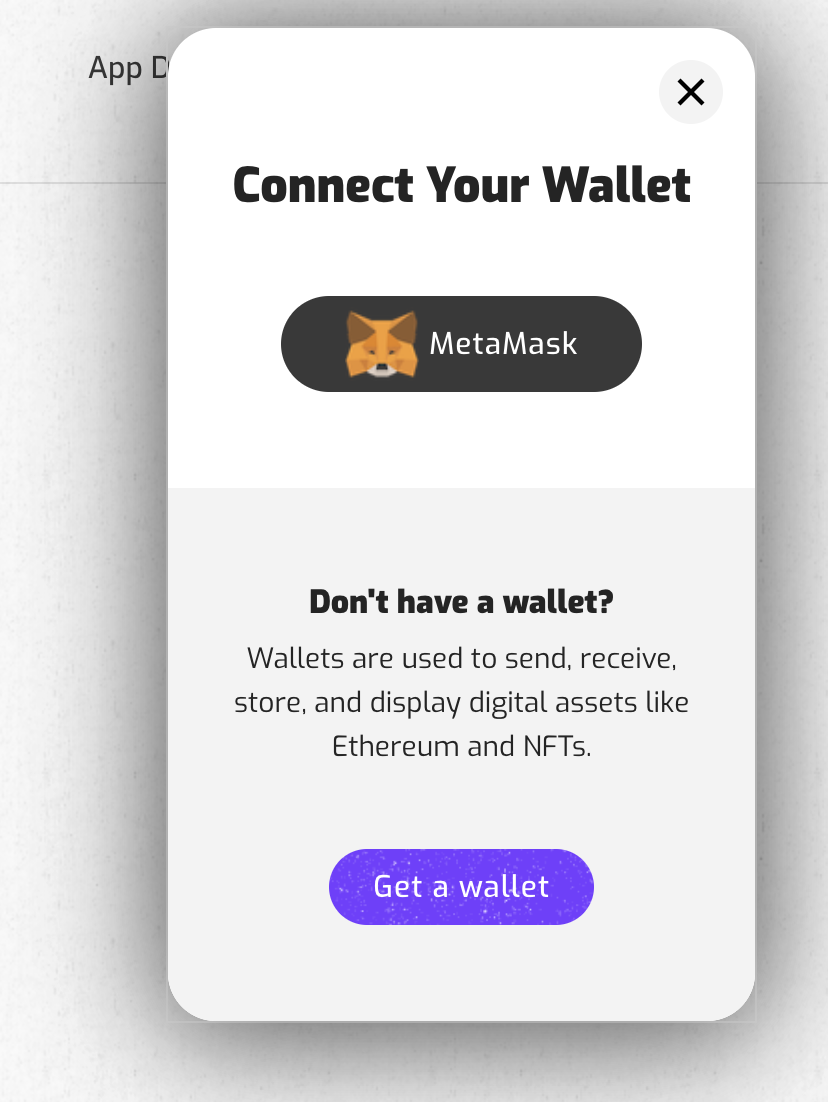 App D
Connect Your Wallet
MetaMask
Don't have a wallet?
Wallets are used to send, receive,
store, and display digital assets like
Ethereum and NFTs.
Get a wallet